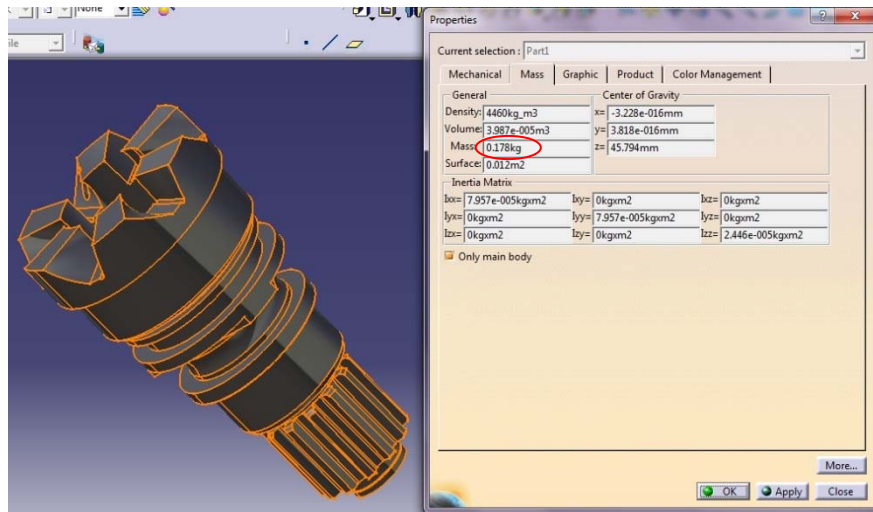 None
ile
Properties
Current selection : Part1
Mechanical Mass Graphic Product Color Management
General Center of Gravity
Density: 4460kg_m3 x= -3.228e-016mm
Volume: 3.987e-005m3 y= 3.818e-016mm
Mass: 0.178kg z= 45.794mm
Surface: 0.012m2
Inertia Matrix
Ixx= 7.957e-005kgxm2 Ixy= 0kgxm2 Ixz= 0kgxm2
Iyx= 0kgxm2 Iyy= 7.957e-005kgxm2 Iyz= 0kgxm2
Izx= 0kgxm2 Izy= 0kgxm2 Izz= 2.446e-005kgxm2
Only main body
More...
OK Apply Close